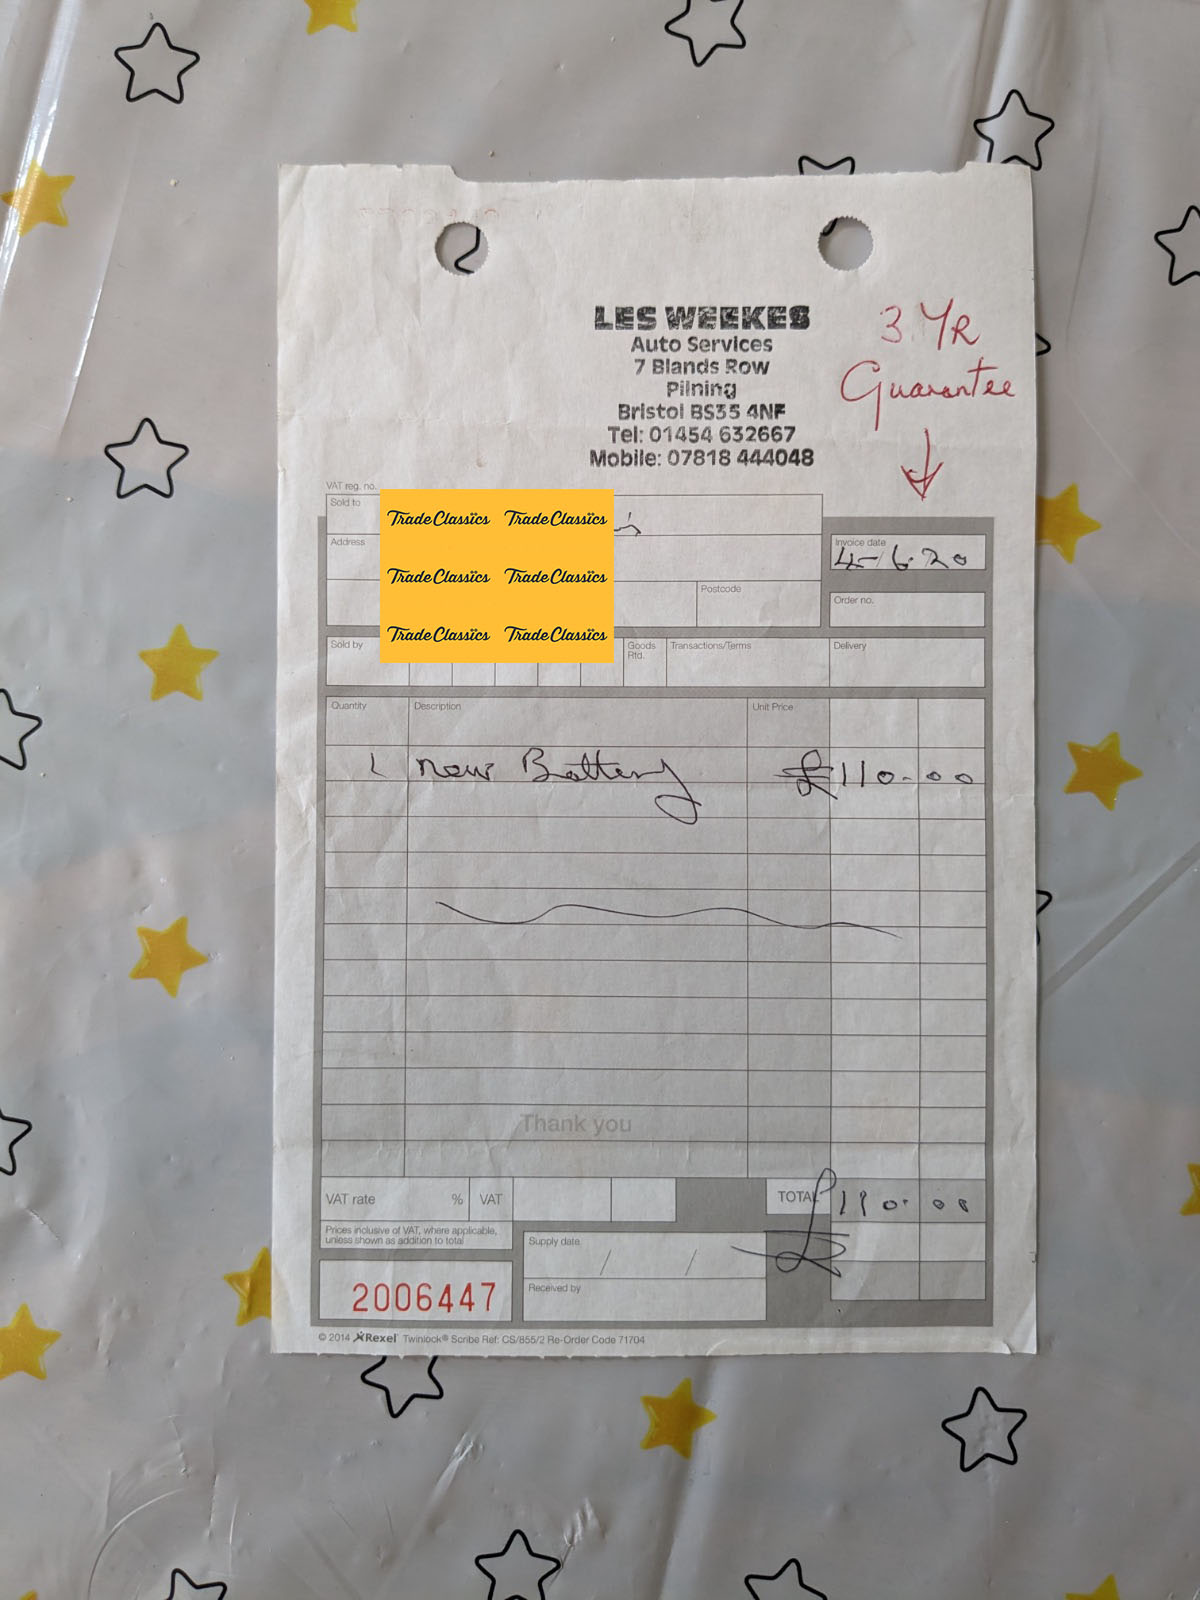 LES WEEKES
Auto Services
7 Blands Row
Pilning
Bristol BS35 4NF
Tel: 01454 632667
Mobile: 07818 444048
3 YR
Guarantee
VAT reg. no.
Sold to
Address
Postcode
TradeClassics TradeClassics
TradeClassics TradeClassics
TradeClassics TradeClassics
Invoice date
4-6-20
Order no.
Sold by
Goods Rtd.
Transactions/Terms
Delivery
Quantity Description Unit Price
1 new Battery £110-00
Thank you
VAT rate % VAT
TOTAL £110-00
Prices inclusive of VAT, where applicable,
unless shown as addition to total
Supply date / /
Received by
2006447
© 2014 Rexel Twinlock® Scribe Ref: CS/855/2 Re-Order Code 71704